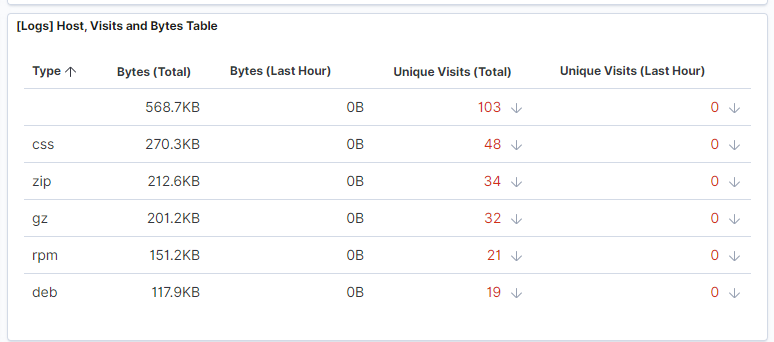 [Logs] Host, Visits and Bytes Table
Type ↑ Bytes (Total) Bytes (Last Hour) Unique Visits (Total) Unique Visits (Last Hour)
568.7KB 0B 103 ↓ 0 ↓
css 270.3KB 0B 48 ↓ 0 ↓
zip 212.6KB 0B 34 ↓ 0 ↓
gz 201.2KB 0B 32 ↓ 0 ↓
rpm 151.2KB 0B 21 ↓ 0 ↓
deb 117.9KB 0B 19 ↓ 0 ↓